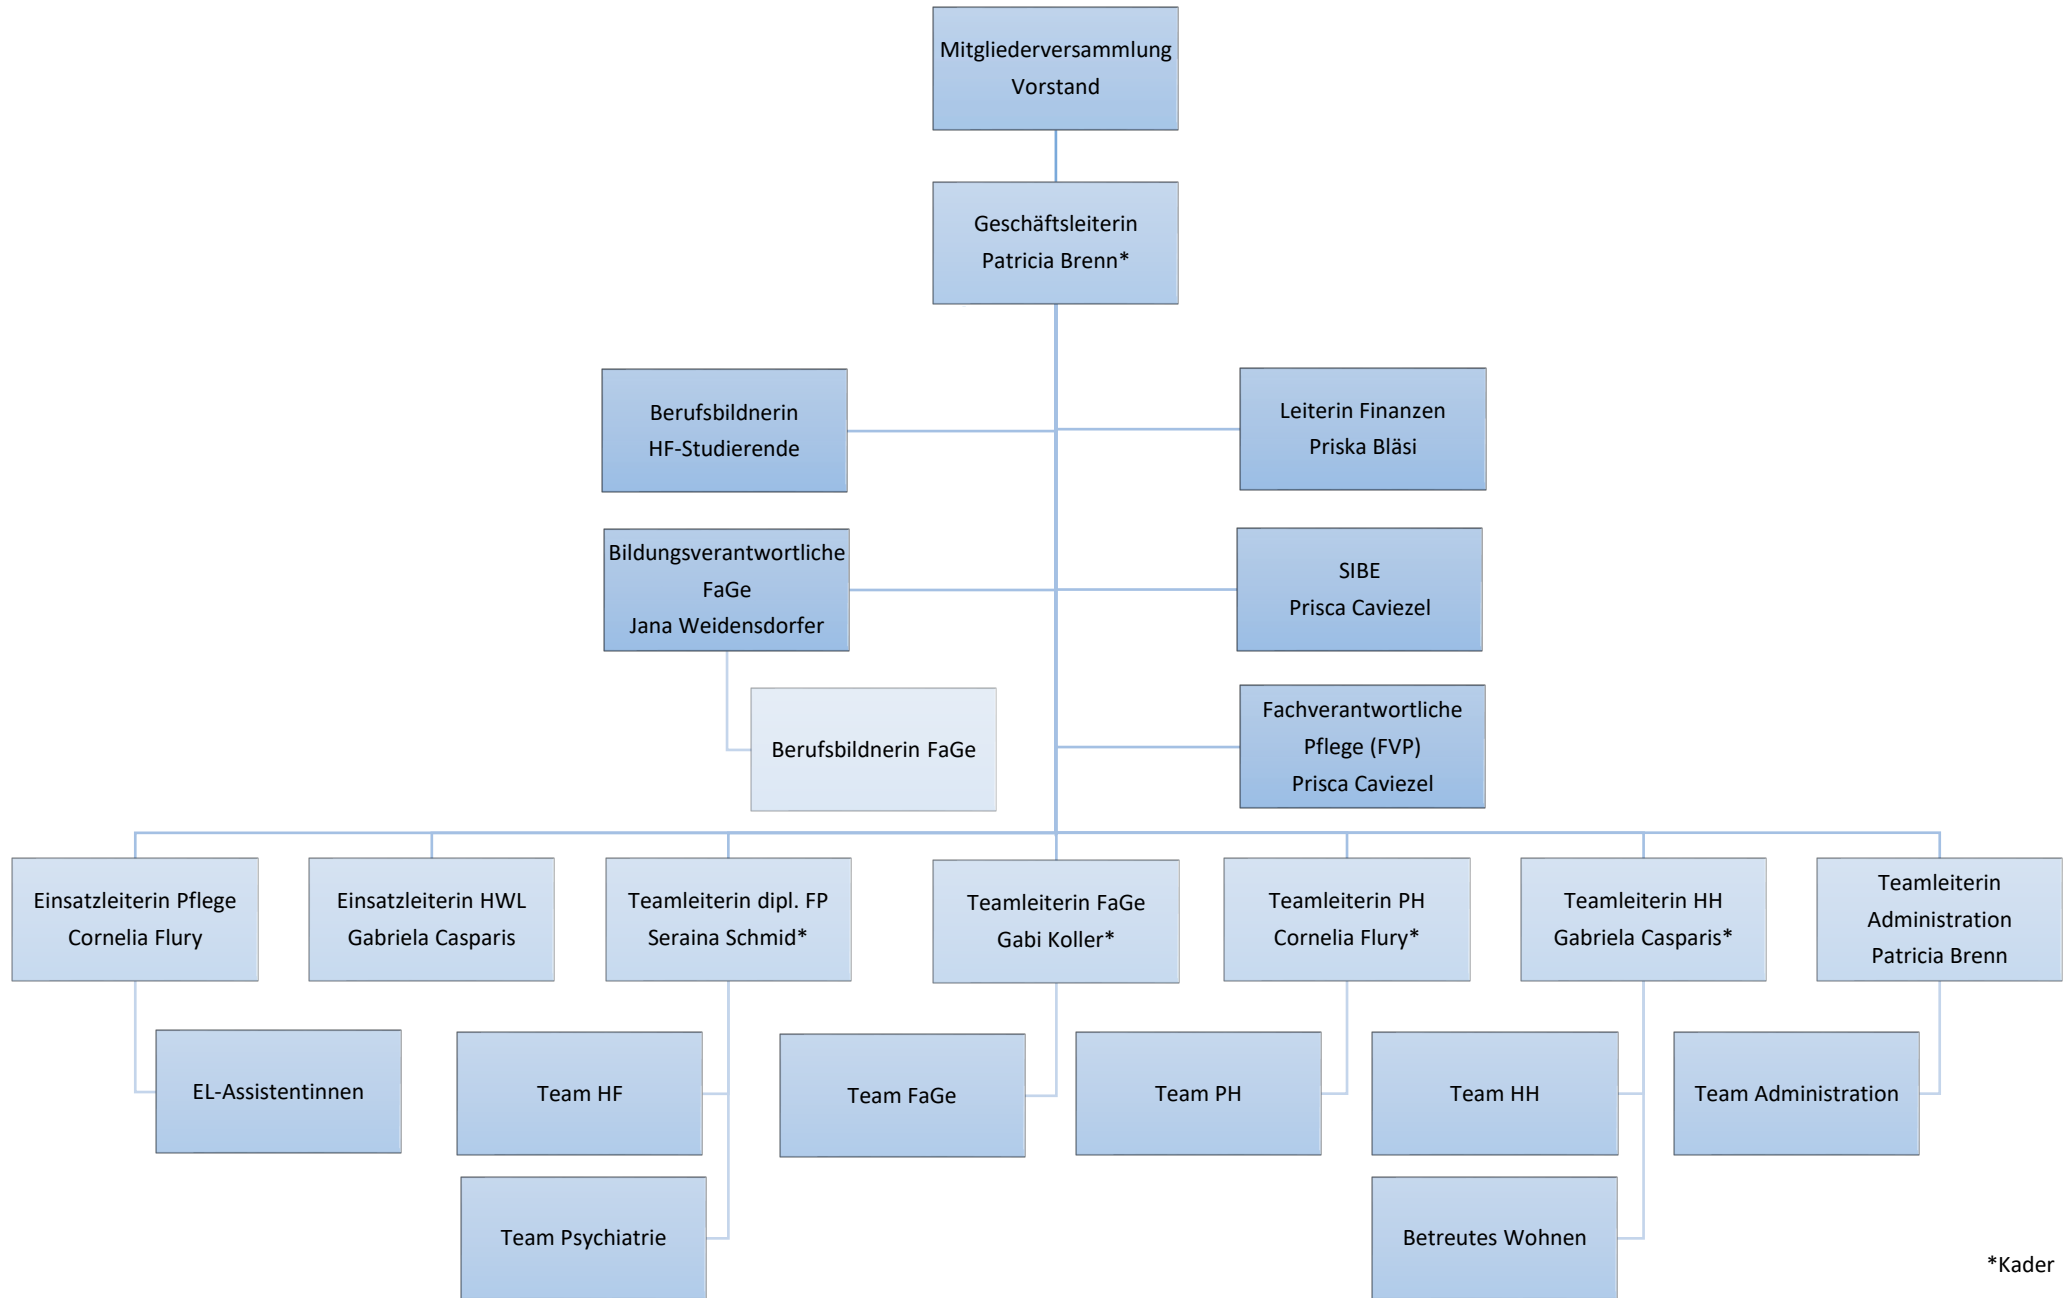 Mitgliederversammlung
Vorstand
Geschäftsleiterin
Patricia Brenn*
Berufsbildnerin
HF-Studierende
Leiterin Finanzen
Priska Bläsi
Bildungsverantwortliche
FaGe
Jana Weidensdorfer
SIBE
Prisca Caviezel
Berufsbildnerin FaGe
Fachverantwortliche
Pflege (FVP)
Prisca Caviezel
Einsatzleiterin Pflege
Cornelia Flury
Einsatzleiterin HWL
Gabriela Casparis
Teamleiterin dipl. FP
Seraina Schmid*
Teamleiterin FaGe
Gabi Koller*
Teamleiterin PH
Cornelia Flury*
Teamleiterin HH
Gabriela Casparis*
Teamleiterin
Administration
Patricia Brenn
EL-Assistentinnen
Team HF
Team FaGe
Team PH
Team HH
Team Administration
Team Psychiatrie
Betreutes Wohnen
*Kader